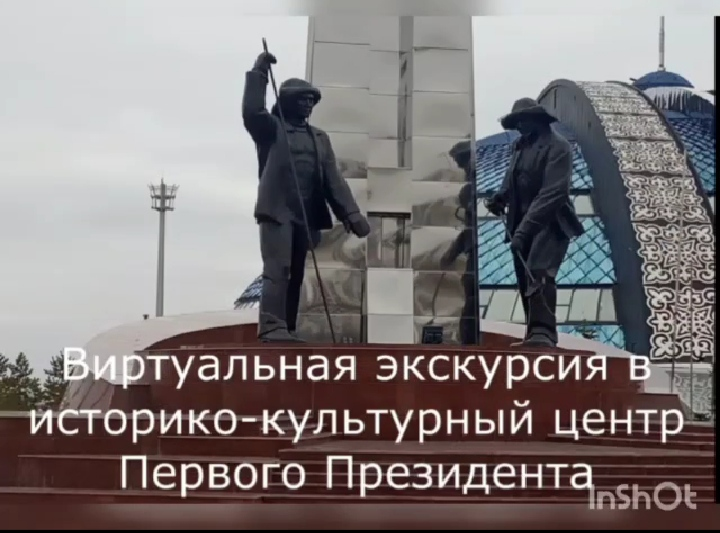 Виртуальная экскурсия в
историко-культурный центр
Первого Президента
InShOt